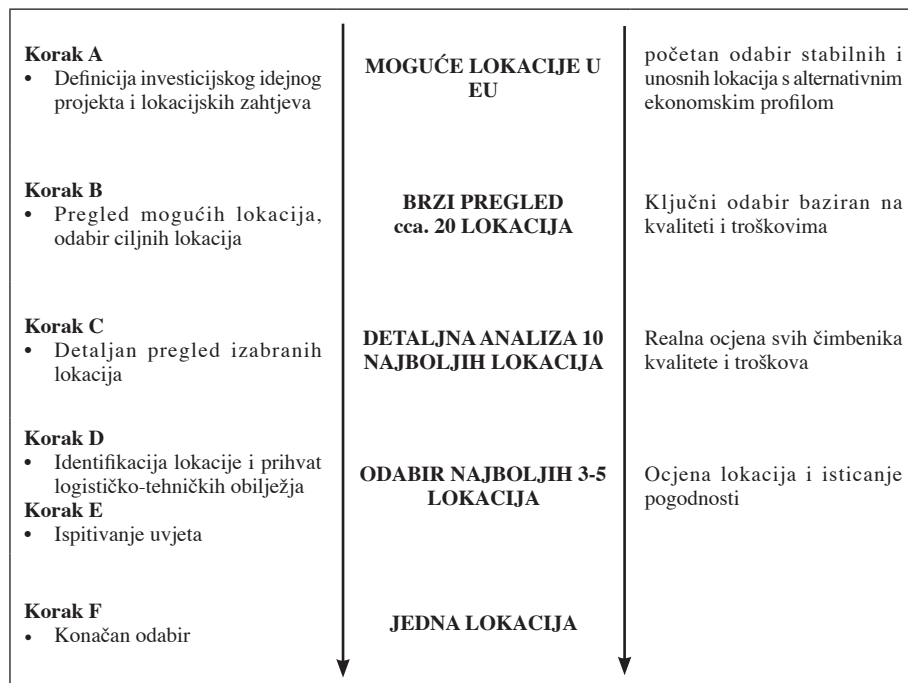 Korak A
• Definicija investicijskog idejnog
projekta i lokacijskih zahtjeva
MOGUĆE LOKACIJE U
EU
početan odabir stabilnih i
unosnih lokacija s alternativnim
ekonomskim profilom
Korak B
• Pregled mogućih lokacija,
odabir ciljnih lokacija
BRZI PREGLED
cca. 20 LOKACIJA
Ključni odabir baziran na
kvaliteti i troškovima
Korak C
• Detaljan pregled izabranih
lokacija
DETALJNA ANALIZA 10
NAJBOLJIH LOKACIJA
Realna ocjena svih čimbenika
kvalitete i troškova
Korak D
• Identifikacija lokacije i prihvat
logističko-tehničkih obilježja
Korak E
• Ispitivanje uvjeta
ODABIR NAJBOLJIH 3-5
LOKACIJA
Ocjena lokacija i isticanje
pogodnosti
Korak F
• Konačan odabir
JEDNA LOKACIJA